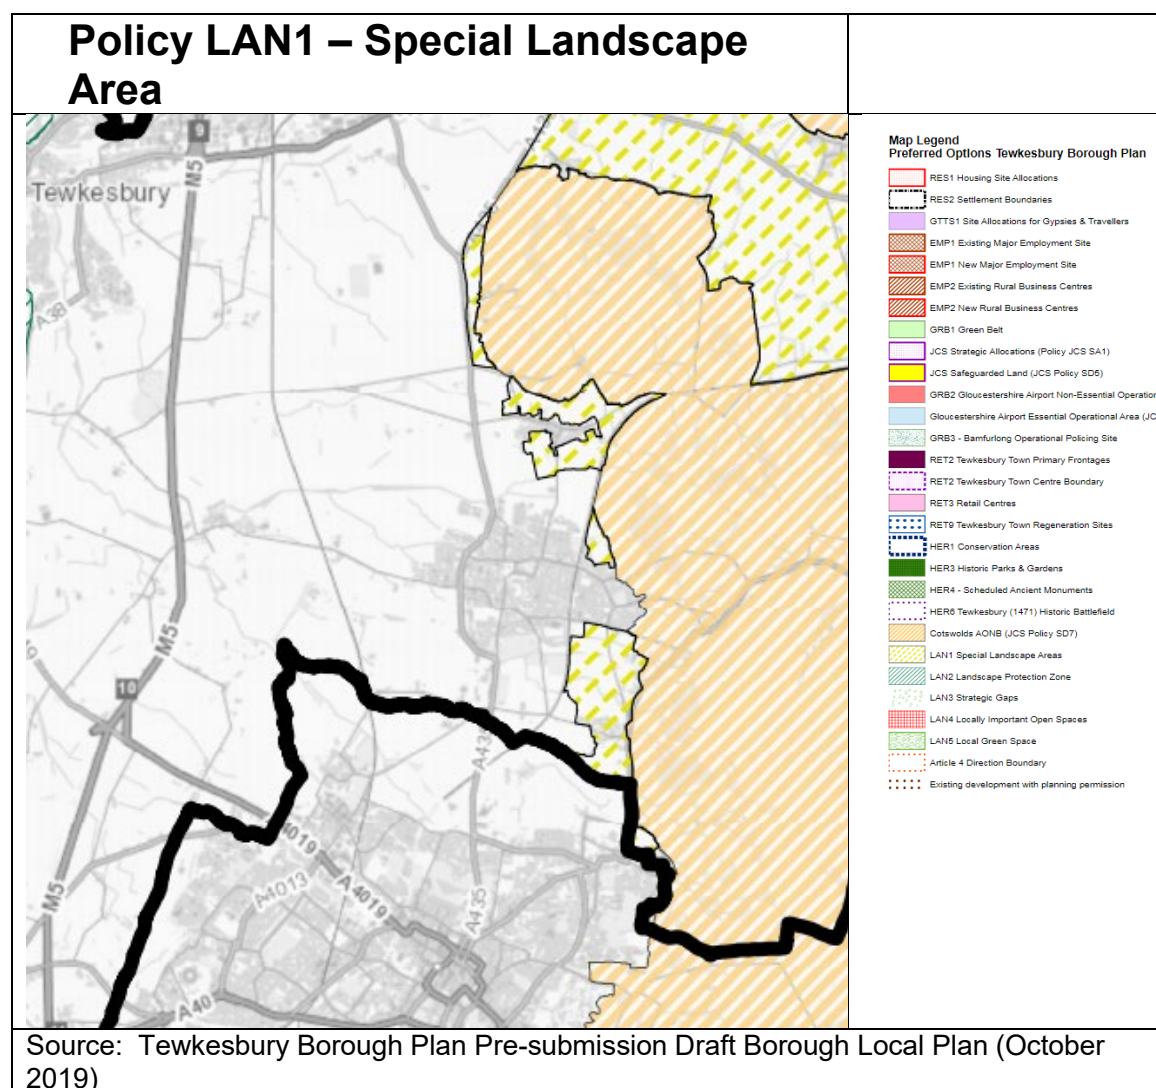 Policy LAN1 – Special Landscape
Area
9
M5
Tewkesbury
A38
M5
10
A435
A4019
A4013
A 4019
A435
M5
A40
Map Legend
Preferred Options Tewkesbury Borough Plan
RES1 Housing Site Allocations
RES2 Settlement Boundaries
GTTS1 Site Allocations for Gypsies & Travellers
EMP1 Existing Major Employment Site
EMP1 New Major Employment Site
EMP2 Existing Rural Business Centres
EMP2 New Rural Business Centres
GRB1 Green Belt
JCS Strategic Allocations (Policy JCS SA1)
JCS Safeguarded Land (JCS Policy SD5)
GRB2 Gloucestershire Airport Non-Essential Operation
Gloucestershire Airport Essential Operational Area (JC
GRB3 - Bamfurlong Operational Policing Site
RET2 Tewkesbury Town Primary Frontages
RET2 Tewkesbury Town Centre Boundary
RET3 Retail Centres
RET9 Tewkesbury Town Regeneration Sites
HER1 Conservation Areas
HER3 Historic Parks & Gardens
HER4 - Scheduled Ancient Monuments
HER6 Tewkesbury (1471) Historic Battlefield
Cotswolds AONB (JCS Policy SD7)
LAN1 Special Landscape Areas
LAN2 Landscape Protection Zone
LAN3 Strategic Gaps
LAN4 Locally Important Open Spaces
LAN5 Local Green Space
Article 4 Direction Boundary
Existing development with planning permission
Source: Tewkesbury Borough Plan Pre-submission Draft Borough Local Plan (October
2019)